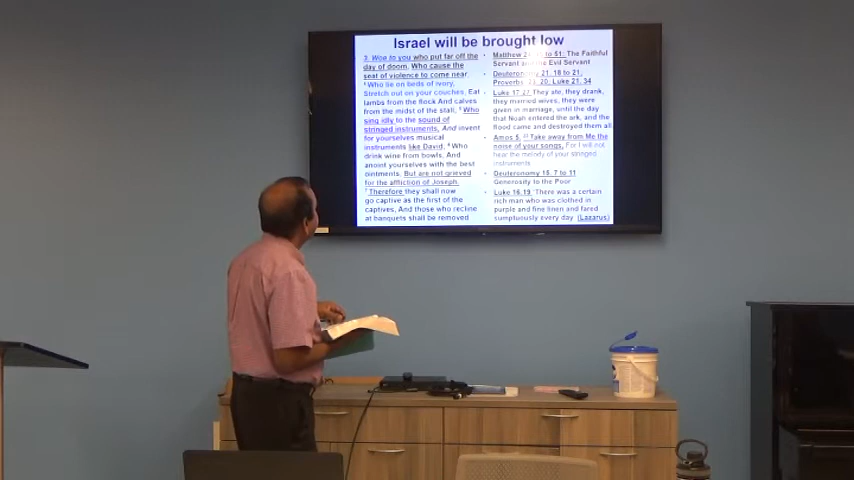 Israel will be brought low
3 Woe to you who put far off the
day of doom, Who cause the
seat of violence to come near
4 Who lie on beds of ivory,
Stretch out on your couches, Eat
lambs from the flock And calves
from the midst of the stall, 5 Who
sing idly to the sound of
stringed instruments, And invent
for yourselves musical
instruments like David; 6 Who
drink wine from bowls, And
anoint yourselves with the best
ointments, But are not grieved
for the affliction of Joseph.
7 Therefore they shall now
go captive as the first of the
captives, And those who recline
at banquets shall be removed
• Matthew 24 to 51: The Faithful
Servant and the Evil Servant
• Deuteronomy 21. 18 to 21,
Proverbs 20, Luke 21. 34
• Luke 17 27 They ate, they drank,
they married wives, they were
given in marriage, until the day
that Noah entered the ark, and the
flood came and destroyed them all
• Amos 5. 23 Take away from Me the
noise of your songs, For I will not
hear the melody of your stringed
instruments
• Deuteronomy 15. 7 to 11
Generosity to the Poor
• Luke 16.19 There was a certain
rich man who was clothed in
purple and fine linen and fared
sumptuously every day (Lazarus)